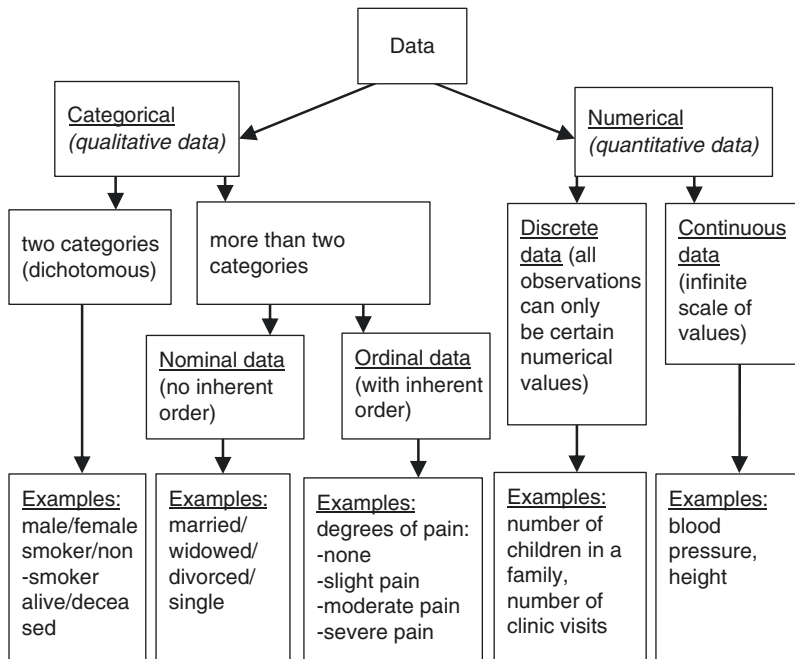 Data
Categorical
(qualitative data)
Numerical
(quantitative data)
two categories
(dichotomous)
more than two
categories
Discrete
data (all
observations
can only
be certain
numerical
values)
Continuous
data
(infinite
scale of
values)
Nominal data
(no inherent
order)
Ordinal data
(with inherent
order)
Examples:
male/female
smoker/non
-smoker
alive/decea
sed
Examples:
married/
widowed/
divorced/
single
Examples:
degrees of pain:
-none
-slight pain
-moderate pain
-severe pain
Examples:
number of
children in a
family,
number of
clinic visits
Examples:
blood
pressure,
height